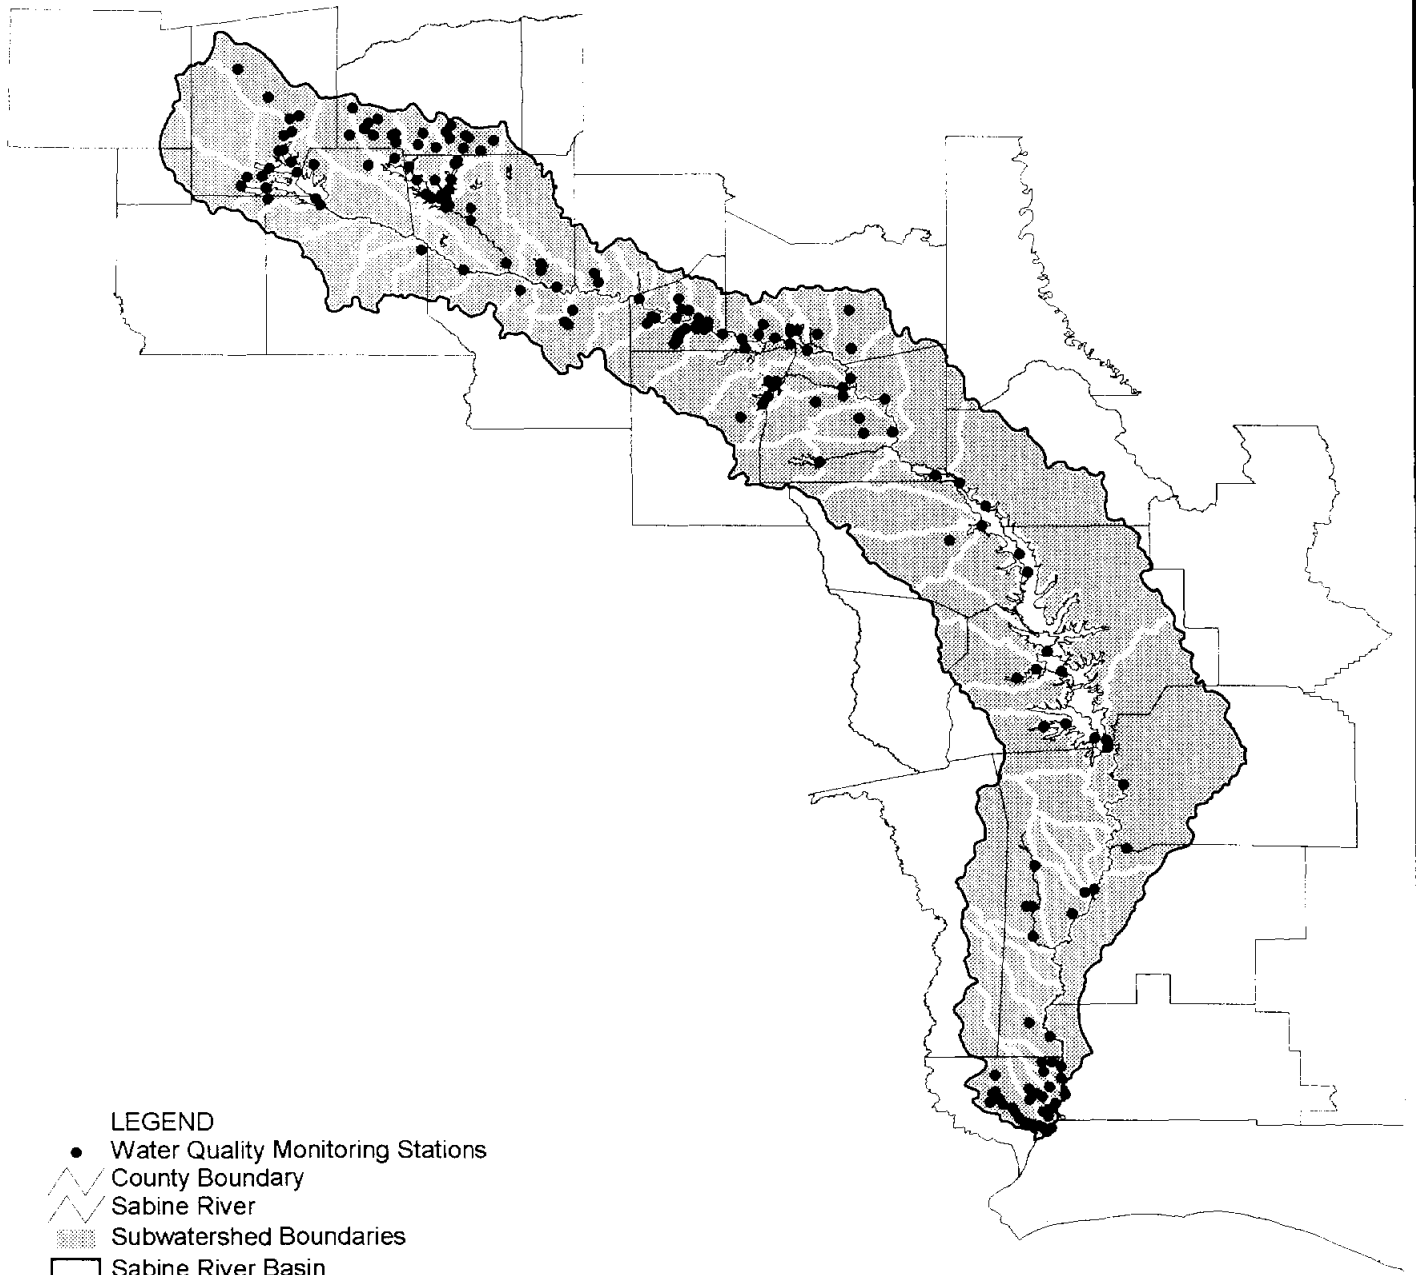 LEGEND
Water Quality Monitoring Stations
County Boundary
Sabine River
Subwatershed Boundaries
Sabine River Basin